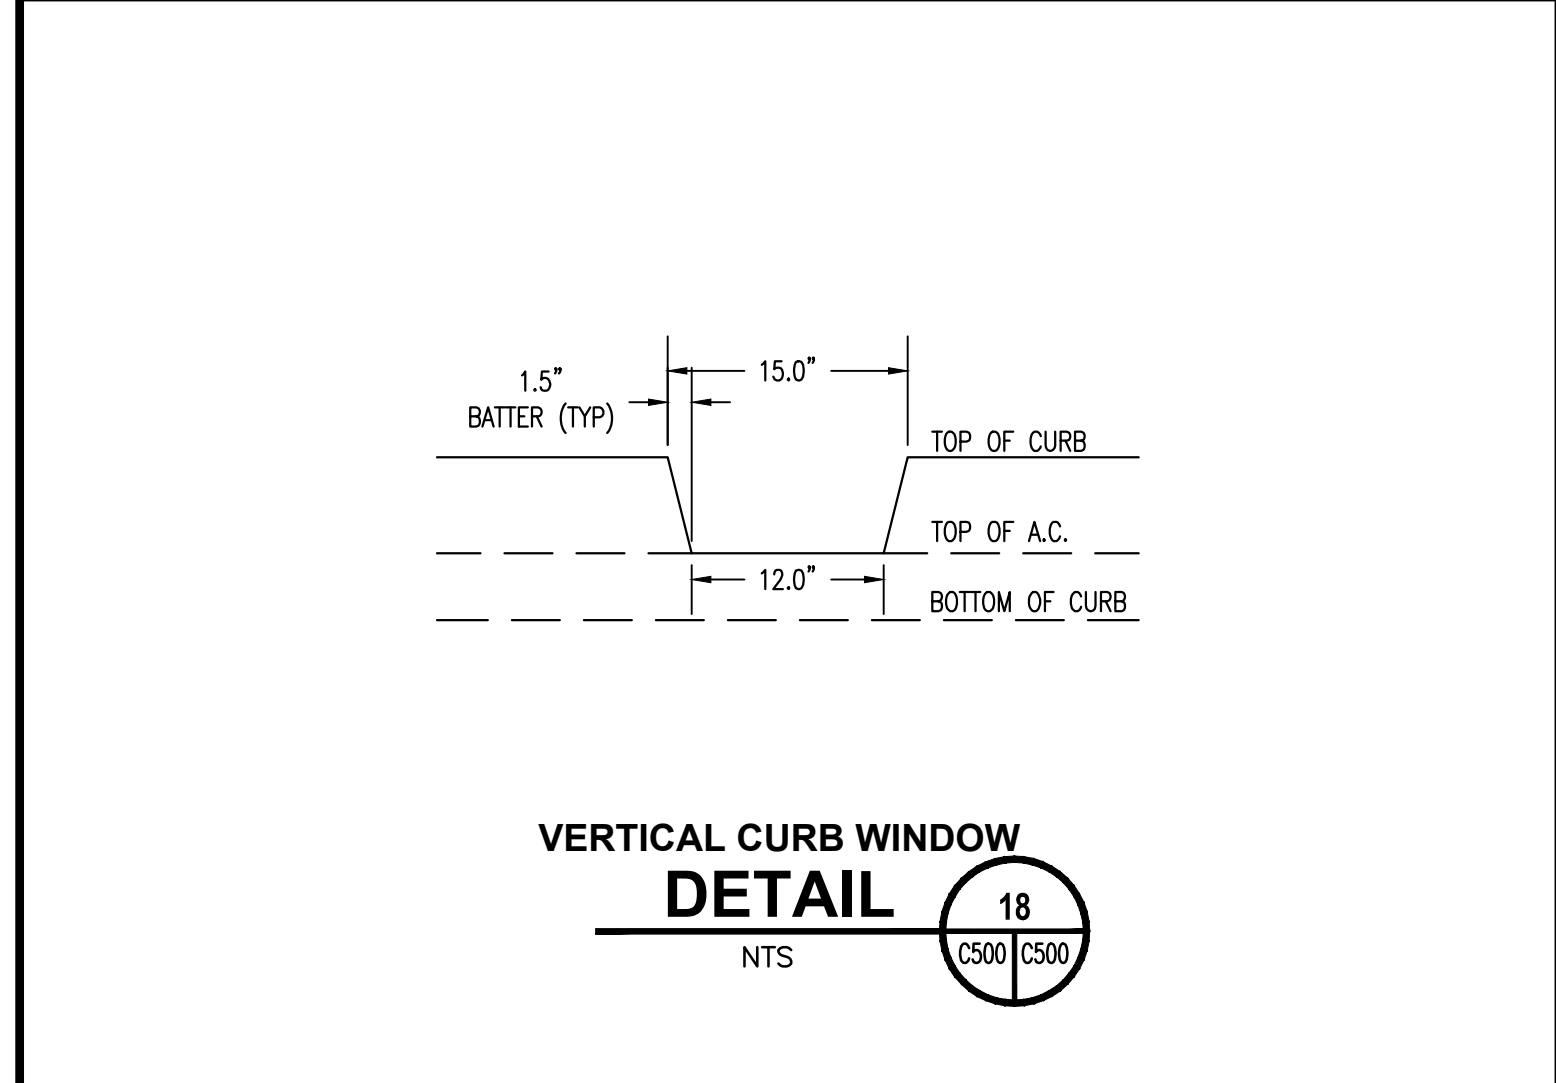 15.0"
1.5"
BATTER (TYP)
TOP OF CURB
TOP OF A.C.
12.0"
BOTTOM OF CURB
VERTICAL CURB WINDOW
DETAIL
18
NTS
C500 C500